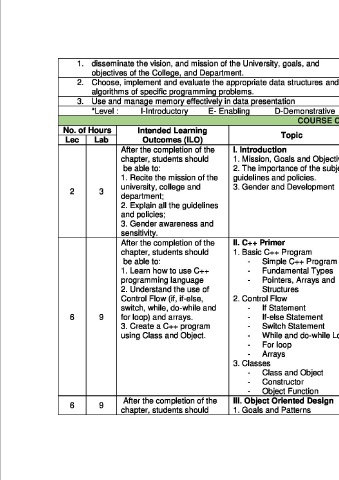 1. disseminate the vision, and mission of the University, goals, and
objectives of the College, and Department.
2. Choose, implement and evaluate the appropriate data structures and
algorithms of specific programming problems.
3. Use and manage memory effectively in data presentation
*Level : I-Introductory E- Enabling D-Demonstrative
COURSE C
No. of Hours
Lec Lab
Intended Learning
Outcomes (ILO)
Topic
2 3
After the completion of the
chapter, students should
be able to:
1. Recite the mission of the
university, college and
department;
2. Explain all the guidelines
and policies;
3. Gender awareness and
sensitivity.
I. Introduction
1. Mission, Goals and Objecti
2. The importance of the subje
guidelines and policies.
3. Gender and Development
6 9
After the completion of the
chapter, students should
be able to:
1. Learn how to use C++
programming language
2. Understand the use of
Control Flow (if, if-else,
switch, while, do-while and
for loop) and arrays.
3. Create a C++ program
using Class and Object.
II. C++ Primer
1. Basic C++ Program
- Simple C++ Program
- Fundamental Types
- Pointers, Arrays and
Structures
2. Control Flow
- If Statement
- If-else Statement
- Switch Statement
- While and do-while Lo
- For loop
- Arrays
3. Classes
- Class and Object
- Constructor
- Object Function
6 9
After the completion of the
chapter, students should
III. Object Oriented Design
1. Goals and Patterns